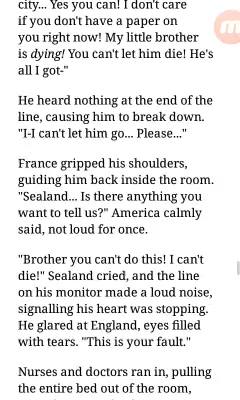 city... Yes you can! I don't care
if you don't have a paper on
you right now! My little brother
is dying! You can't let him die! He's
all I got-"
He heard nothing at the end of the
line, causing him to break down.
"I-I can't let him go... Please..."
France gripped his shoulders,
guiding him back inside the room.
"Sealand... Is there anything you
want to tell us?" America calmly
said, not loud for once.
"Brother you can't do this! I can't
die!" Sealand cried, and the line
on his monitor made a loud noise,
signalling his heart was stopping.
He glared at England, eyes filled
with tears. "This is your fault."
Nurses and doctors ran in, pulling
the entire bed out of the room,